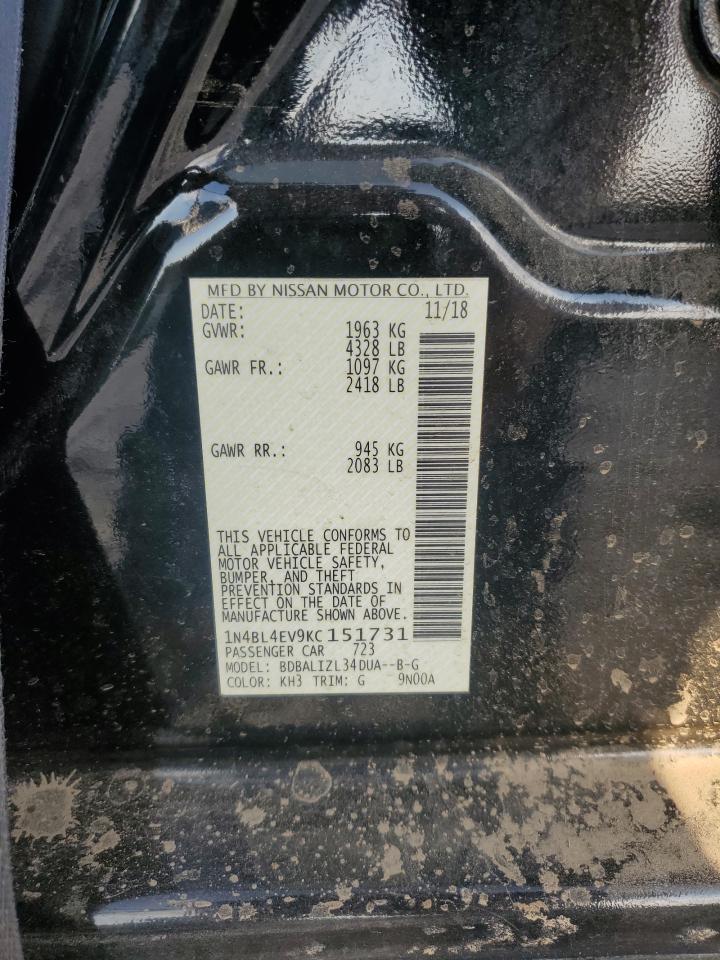 MFD BY NISSAN MOTOR CO., LTD.
DATE: 11/18
GVWR: 1963 KG
4328 LB
GAWR FR.: 1097 KG
2418 LB
GAWR RR.: 945 KG
2083 LB
THIS VEHICLE CONFORMS TO
ALL APPLICABLE FEDERAL
MOTOR VEHICLE SAFETY,
BUMPER, AND THEFT
PREVENTION STANDARDS IN
EFFECT ON THE DATE OF
MANUFACTURE SHOWN ABOVE.
1N4BL4EV9KC151731
PASSENGER CAR 723
MODEL: BDBALIZL34DUA--B-G
COLOR: KH3 TRIM: G 9N00A